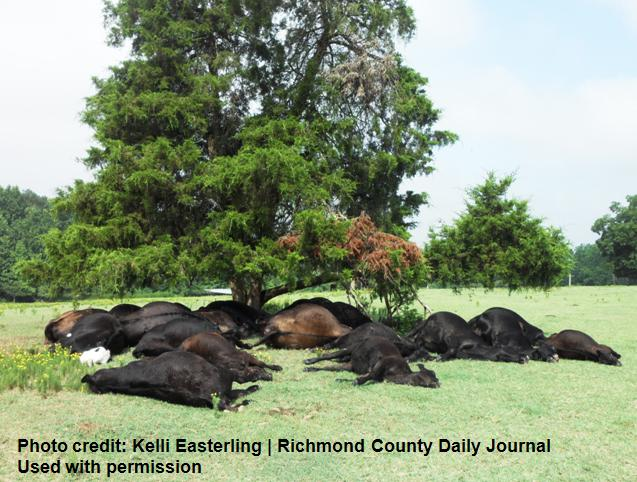 Photo credit: Kelli Easterling | Richmond County Daily Journal
Used with permission